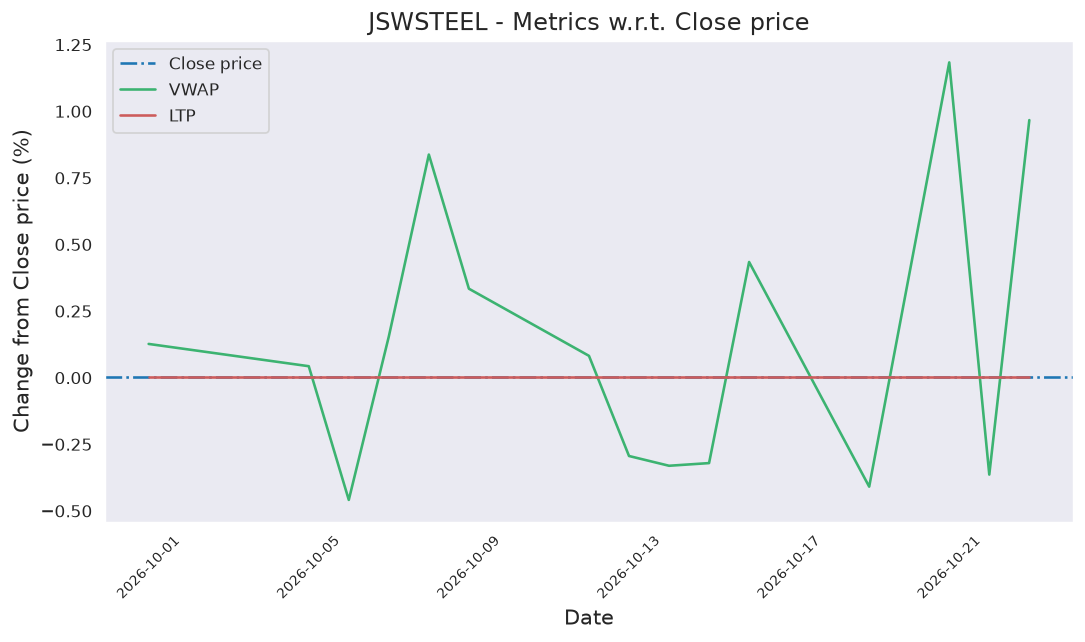 JSWSTEEL - Metrics w.r.t. Close price
Close price
VWAP
LTP
Change from Close price (%)
1.25
1.00
0.75
0.50
0.25
0.00
−0.25
−0.50
2026-10-01
2026-10-05
2026-10-09
2026-10-13
2026-10-17
2026-10-21
Date